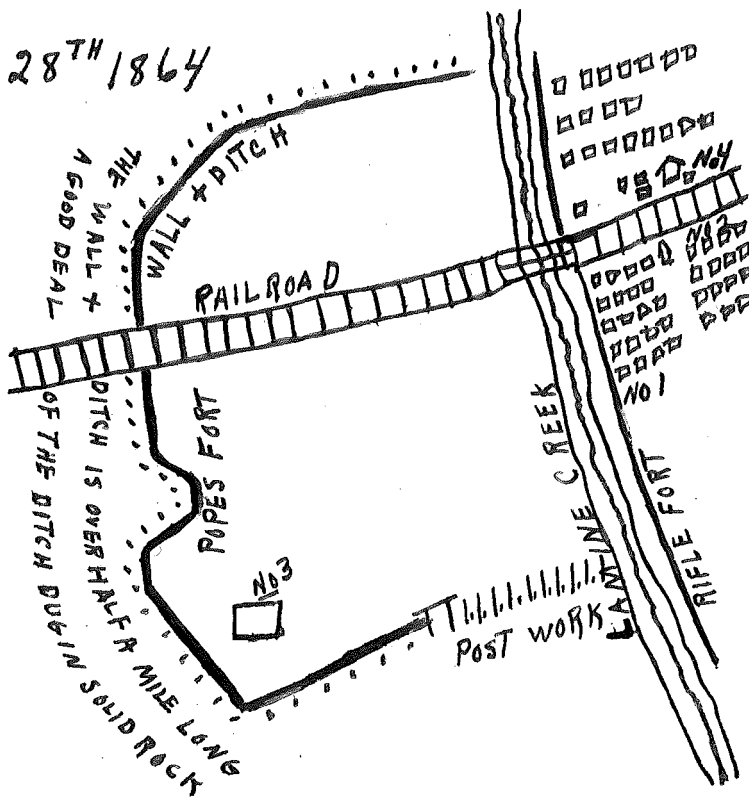 28TH 1864
WALL + DITCH
THE WALL + DITCH IS OVER HALF A MILE LONG
A GOOD DEAL OF THE DITCH DUG IN SOLID ROCK
RAILROAD
No4
No2
No1
POPES FORT
LAMINE CREEK
RIFLE FORT
No3
POST WORK